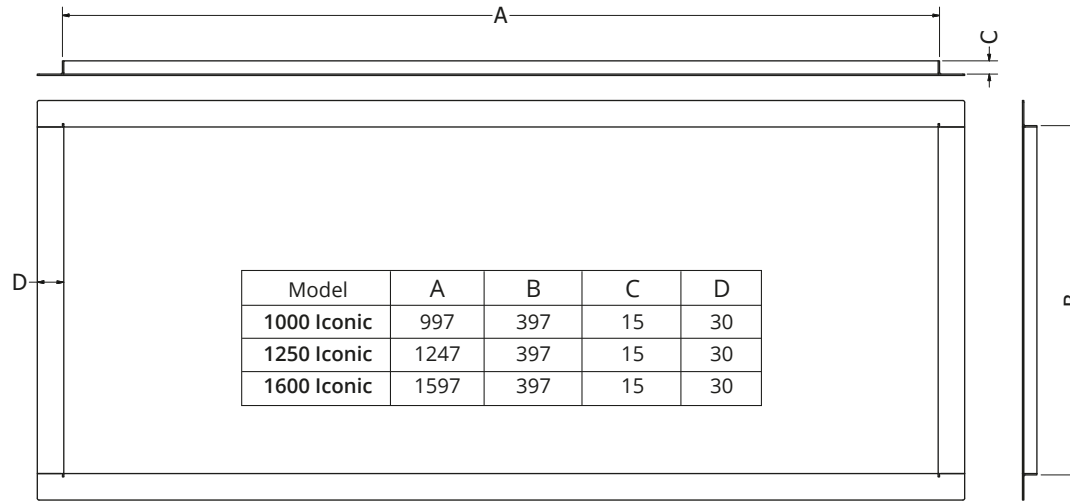 A
C
D
B
Model A B C D
1000 Iconic 997 397 15 30
1250 Iconic 1247 397 15 30
1600 Iconic 1597 397 15 30